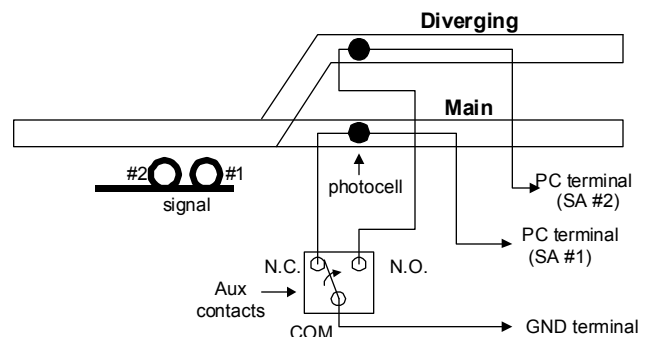 Diverging
Main
#2
#1
signal
photocell
PC terminal
(SA #2)
PC terminal
(SA #1)
N.C.
N.O.
Aux
contacts
COM
GND terminal